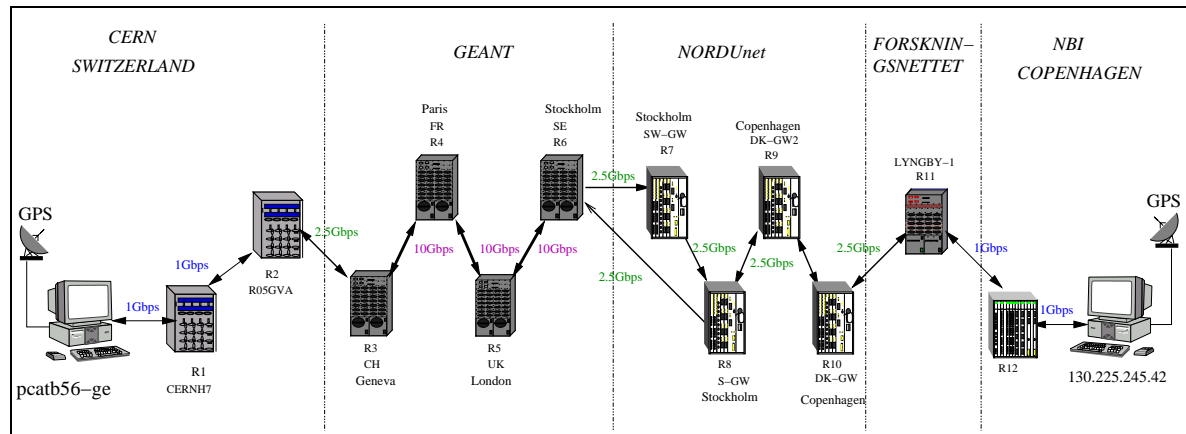 CERN
SWITZERLAND
GEANT
NORDUnet
FORSKNIN–
GSNETTET
NBI
COPENHAGEN
Paris
FR
R4
Stockholm
SE
R6
Stockholm
SW–GW
R7
Copenhagen
DK–GW2
R9
LYNGBY–1
R11
GPS
GPS
1Gbps
1Gbps
2.5Gbps
10Gbps
10Gbps
10Gbps
2.5Gbps
2.5Gbps
2.5Gbps
2.5Gbps
2.5Gbps
1Gbps
1Gbps
R2
R05GVA
R1
CERNH7
R3
CH
Geneva
R5
UK
London
R8
S–GW
Stockholm
R10
DK–GW
Copenhagen
R12
pcatb56–ge
130.225.245.42